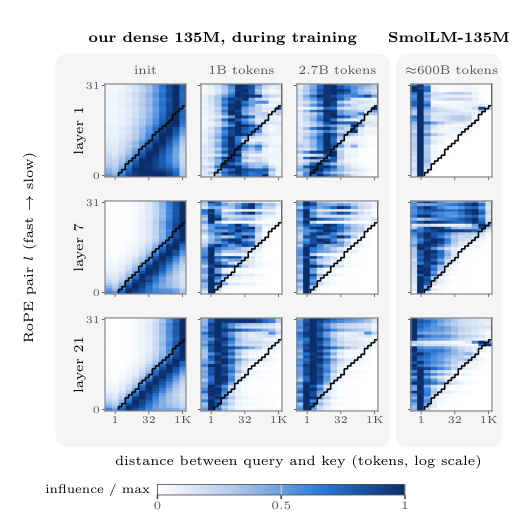 our dense 135M, during training
SmolLM-135M
init
1B tokens
2.7B tokens
≈600B tokens
RoPE pair l (fast → slow)
layer 1
31
0
layer 7
31
0
layer 21
31
0
1 32 1K
1 32 1K
1 32 1K
1 32 1K
distance between query and key (tokens, log scale)
influence / max
0 0.5 1